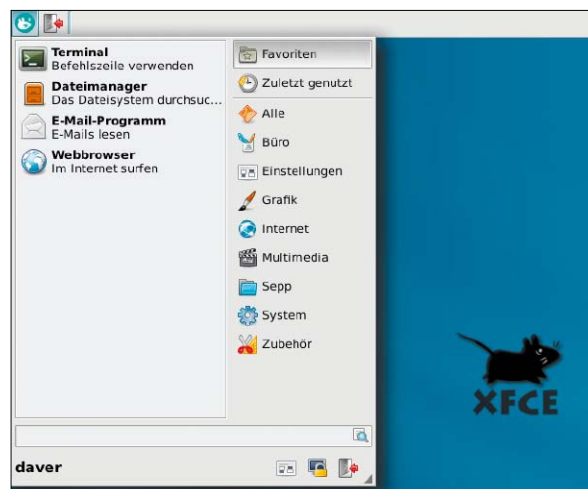 Terminal
Befehlszeile verwenden
Dateimanager
Das Dateisystem durchsuc...
E-Mail-Programm
E-Mails lesen
Webbrowser
Im Internet surfen
Favoriten
Zuletzt genutzt
Alle
Büro
Einstellungen
Grafik
Internet
Multimedia
Sepp
System
Zubehör
daver
XFCE